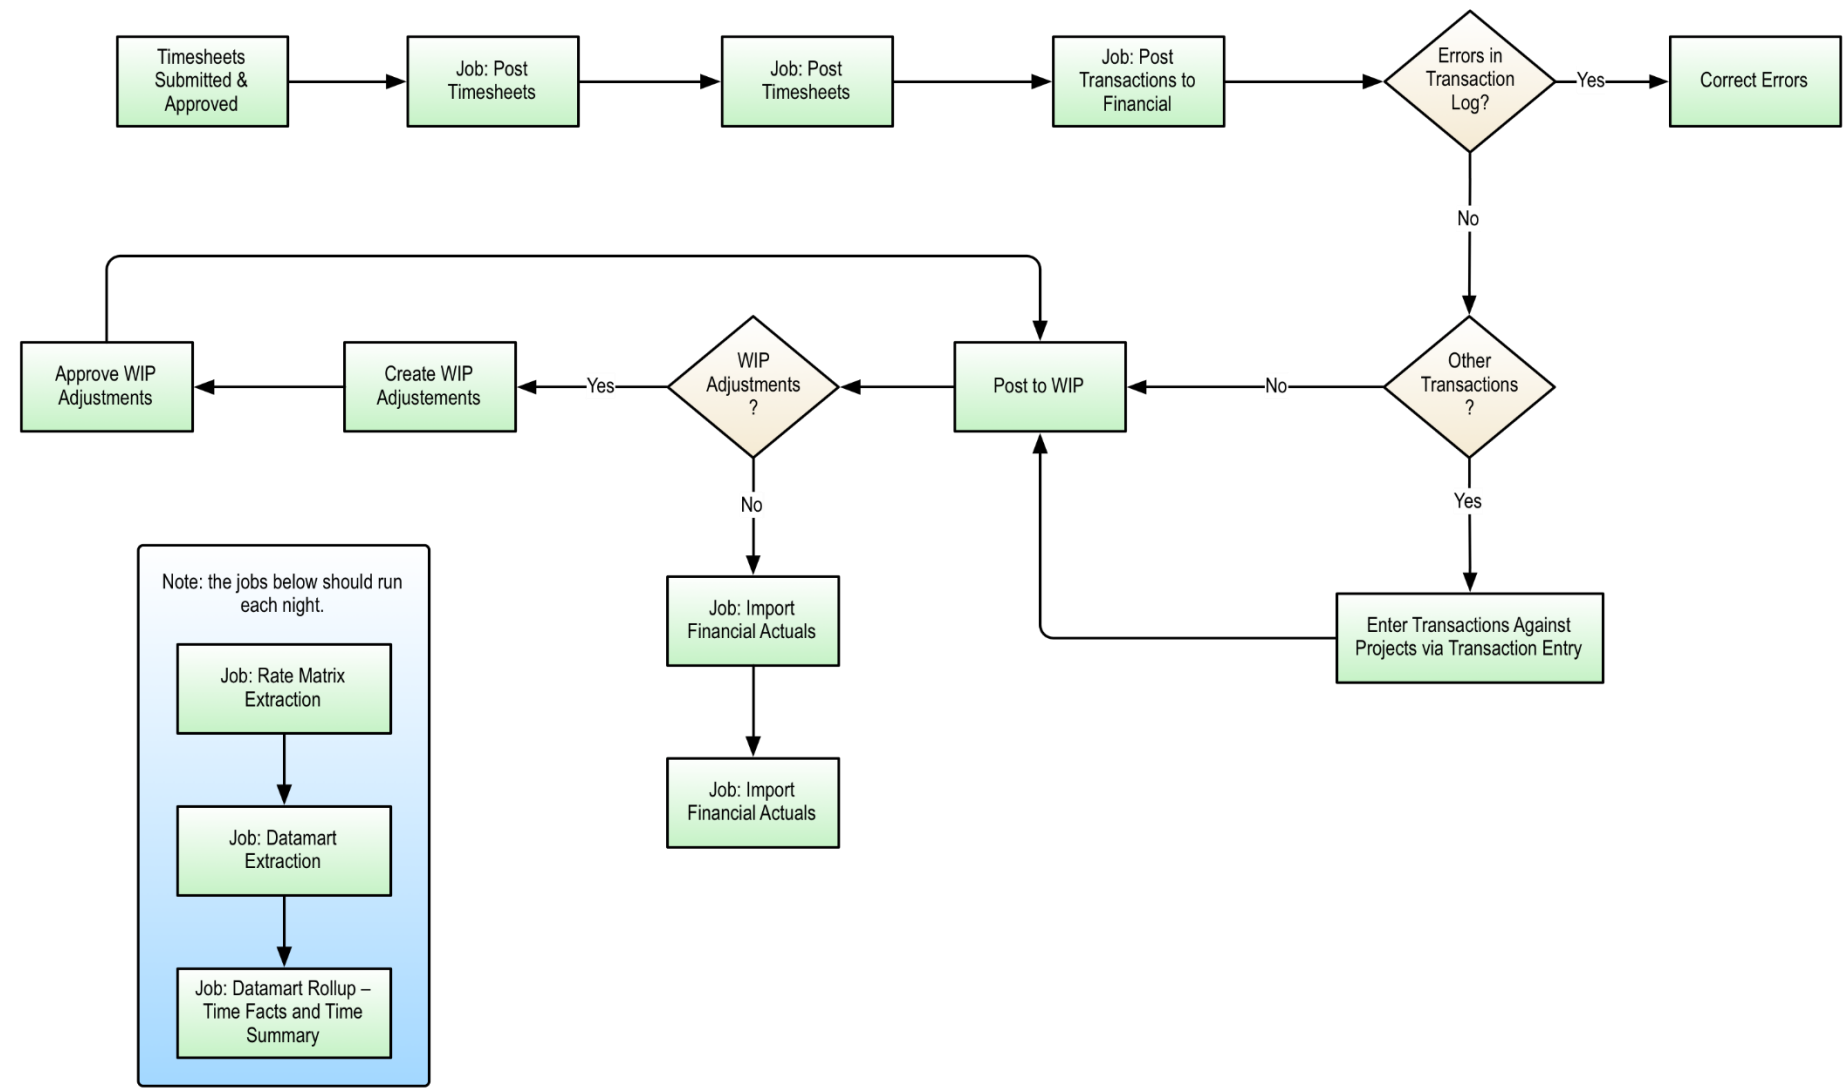 Timesheets
Submitted &
Approved
Job: Post
Timesheets
Job: Post
Timesheets
Job: Post
Transactions to
Financial
Errors in
Transaction
Log?
Yes
Correct Errors
No
Approve WIP
Adjustments
Create WIP
Adjustements
Yes
WIP
Adjustments
?
Post to WIP
No
Other
Transactions
?
No
Yes
Note: the jobs below should run
each night.
Job: Import
Financial Actuals
Enter Transactions Against
Projects via Transaction Entry
Job: Rate Matrix
Extraction
Job: Import
Financial Actuals
Job: Datamart
Extraction
Job: Datamart Rollup –
Time Facts and Time
Summary